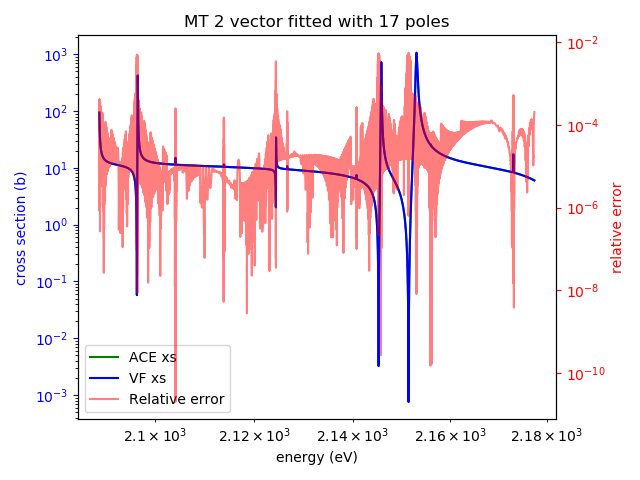 MT 2 vector fitted with 17 poles
10³
10²
10¹
10⁰
10⁻¹
10⁻²
10⁻³
cross section (b)
10⁻²
10⁻⁴
10⁻⁶
10⁻⁸
10⁻¹⁰
relative error
ACE xs
VF xs
Relative error
2.1 × 10³
2.12 × 10³
2.14 × 10³
2.16 × 10³
2.18 × 10³
energy (eV)